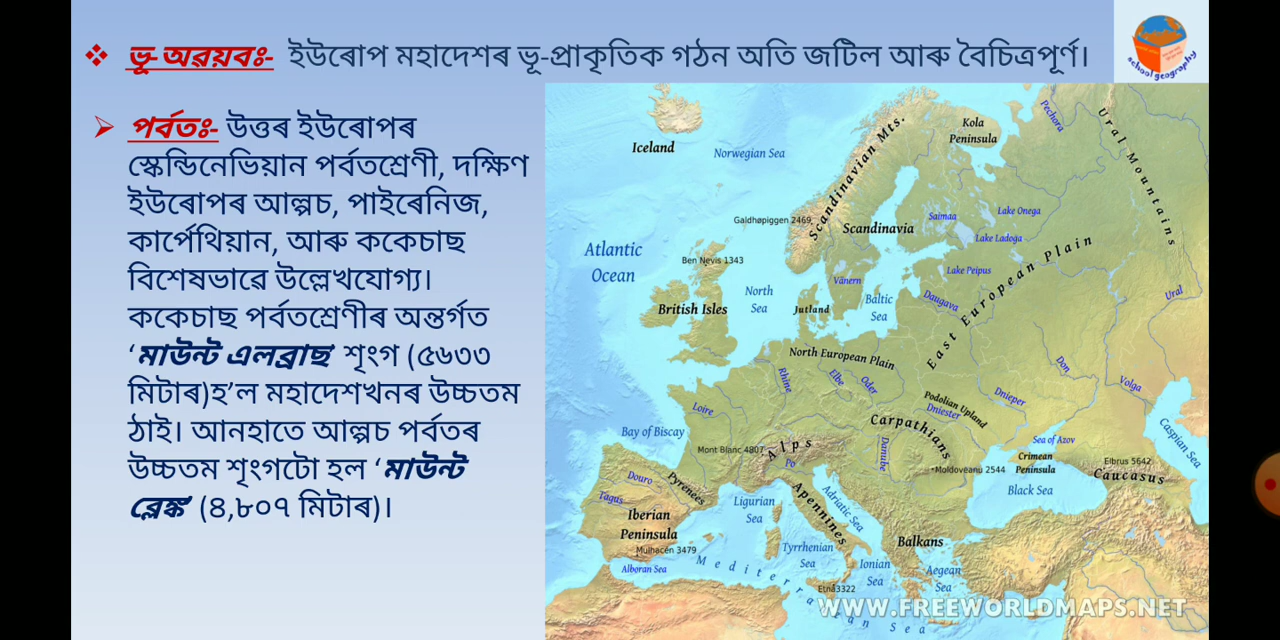 ❖ ভূ-অৱয়বঃ- ইউৰোপ মহাদেশৰ ভূ-প্ৰাকৃতিক গঠন অতি জটিল আৰু বৈচিত্ৰপূৰ্ণ।
school geography
➢ পৰ্বতঃ- উত্তৰ ইউৰোপৰ
স্কেন্ডিনেভিয়ান পৰ্বতশ্ৰেণী, দক্ষিণ
ইউৰোপৰ আল্পচ, পাইৰেনিজ,
কাৰ্পেথিয়ান, আৰু ককেচাছ
বিশেষভাৱে উল্লেখযোগ্য।
ককেচাছ পৰ্বতশ্ৰেণীৰ অন্তৰ্গত
‘মাউন্ট এলব্ৰাছ’ শৃংগ (৫৬৩৩
মিটাৰ)হ’ল মহাদেশখনৰ উচ্চতম
ঠাই। আনহাতে আল্পচ পৰ্বতৰ
উচ্চতম শৃংগটো হল ‘মাউন্ট
ব্লেঙ্ক’ (৪,৮০৭ মিটাৰ)।
Iceland
Norwegian Sea
Kola
Peninsula
Pechora
Ural Mountains
Scandinavian Mts.
Galdhøpiggen 2469
Scandinavia
Saimaa
Lake Onega
Lake Ladoga
Lake Peipus
Atlantic
Ocean
Ben Nevis 1343
North
Sea
British Isles
Jutland
Vänern
Baltic
Sea
Daugava
East European Plain
Ural
North European Plain
Rhine
Elbe
Oder
Don
Volga
Dnieper
Podolian Upland
Dniester
Loire
Carpathians
Bay of Biscay
Mont Blanc 4807
Alps
Po
Danube
Moldoveanu 2544
Sea of Azov
Crimean
Peninsula
Black Sea
Elbrus 5642
Caucasus
Caspian Sea
Douro
Tagus
Pyrenees
Iberian
Peninsula
Mulhacén 3479
Alboran Sea
Ligurian
Sea
Apennines
Adriatic Sea
Tyrrhenian
Sea
Balkans
Ionian
Sea
Aegean
Sea
Etna3322
Mediterranean Sea
WWW.FREEWORLDMAPS.NET